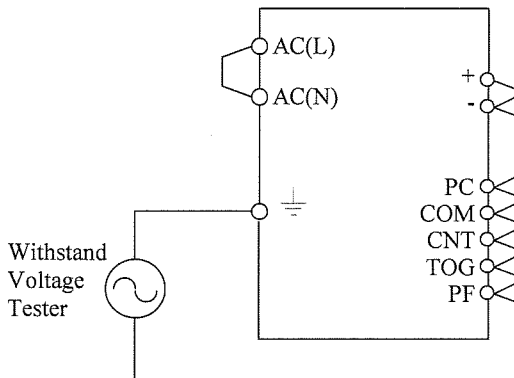 AC(L)
AC(N)
+
-
PC
COM
CNT
TOG
PF
Withstand
Voltage
Tester